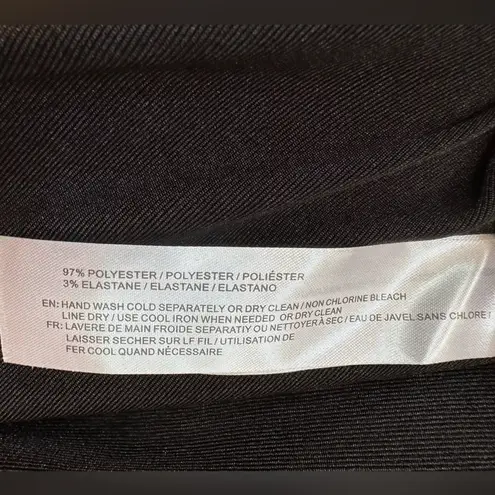 97% POLYESTER / POLYESTER / POLIÉSTER
3% ELASTANE / ELASTANE / ELASTANO
EN: HAND WASH COLD SEPARATELY OR DRY CLEAN / NON CHLORINE BLEACH
LINE DRY / USE COOL IRON WHEN NEEDED OR DRY CLEAN
FR: LAVERE DE MAIN FROIDE SEPARATIY OU NETTOYER À SEC / EAU DE JAVEL SANS CHLORE !
LAISSER SECHER SUR LF FIL / UTILISATION DE
FER COOL QUAND NÉCESSAIRE